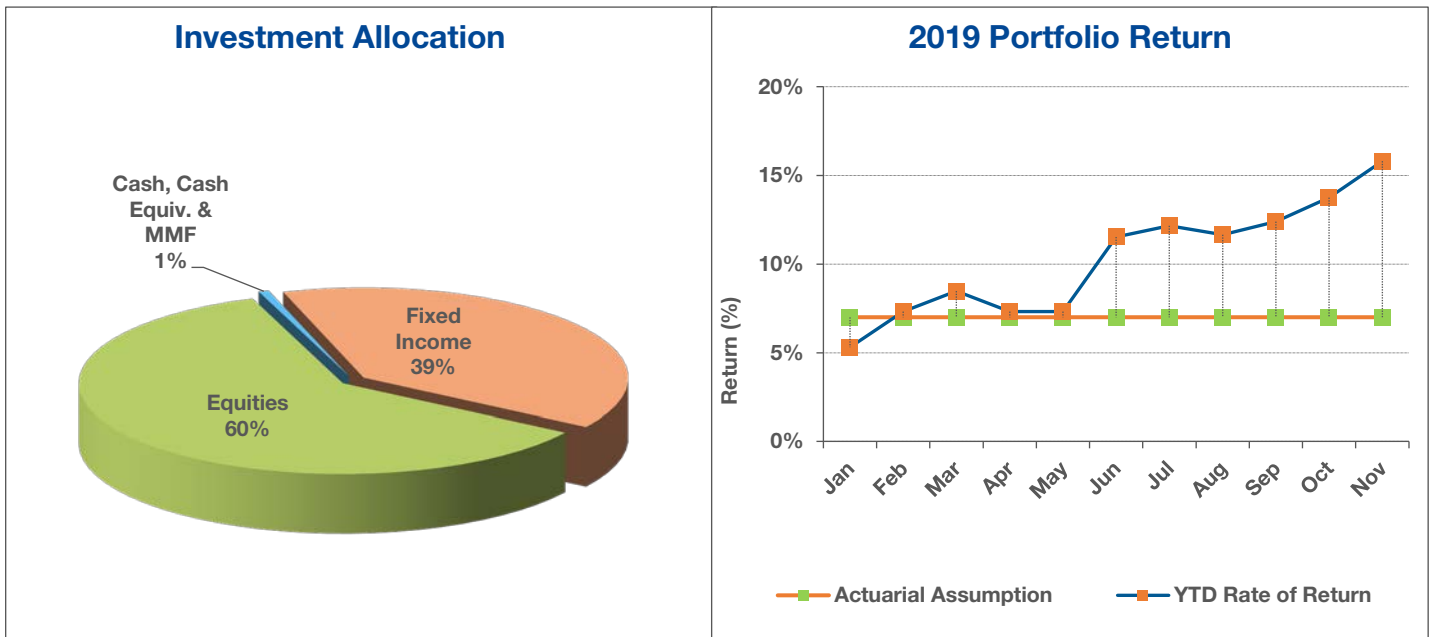 Investment Allocation
Cash, Cash
Equiv. &
MMF
1%
Fixed
Income
39%
Equities
60%
2019 Portfolio Return
Return (%)
20%
15%
10%
5%
0%
Jan
Feb
Mar
Apr
May
Jun
Jul
Aug
Sep
Oct
Nov
Actuarial Assumption
YTD Rate of Return